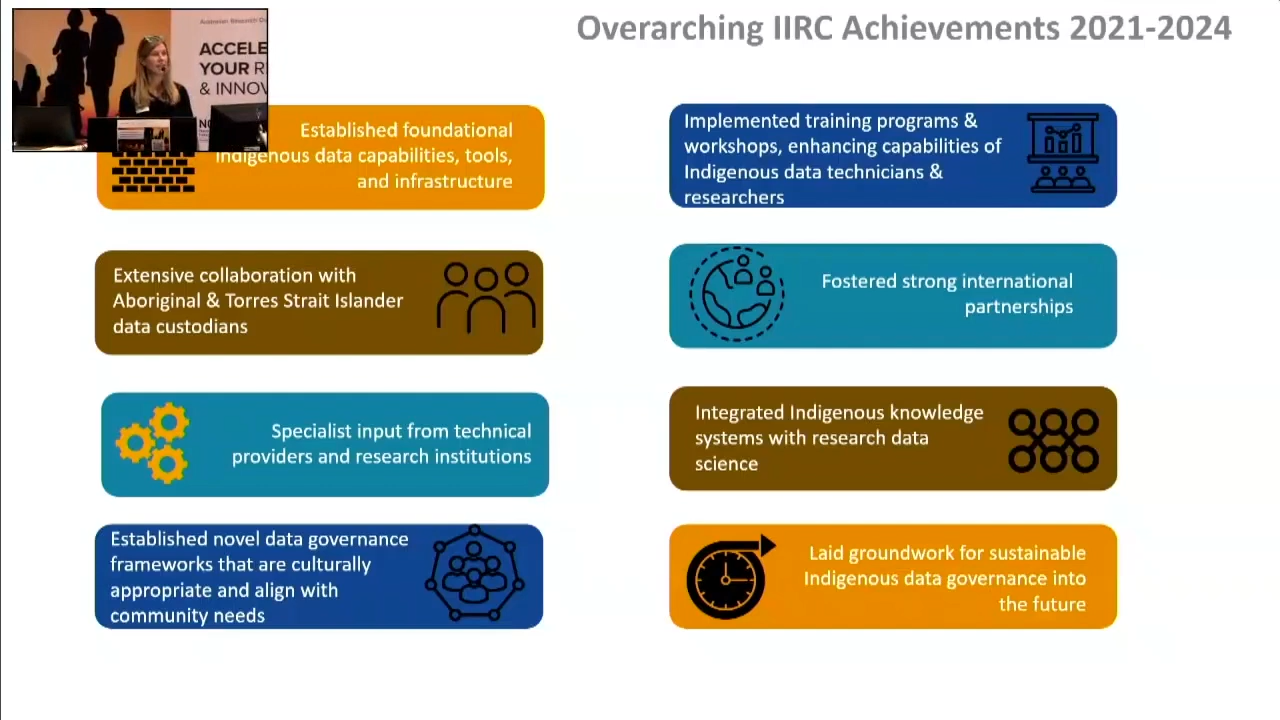 Overarching IIRC Achievements 2021-2024
Australian Research Da
ACCELE
YOUR R
& INNOV
Established foundational
Indigenous data capabilities, tools,
and infrastructure
Extensive collaboration with
Aboriginal & Torres Strait Islander
data custodians
Specialist input from technical
providers and research institutions
Established novel data governance
frameworks that are culturally
appropriate and align with
community needs
Implemented training programs &
workshops, enhancing capabilities of
Indigenous data technicians &
researchers
Fostered strong international
partnerships
Integrated Indigenous knowledge
systems with research data
science
Laid groundwork for sustainable
Indigenous data governance into
the future